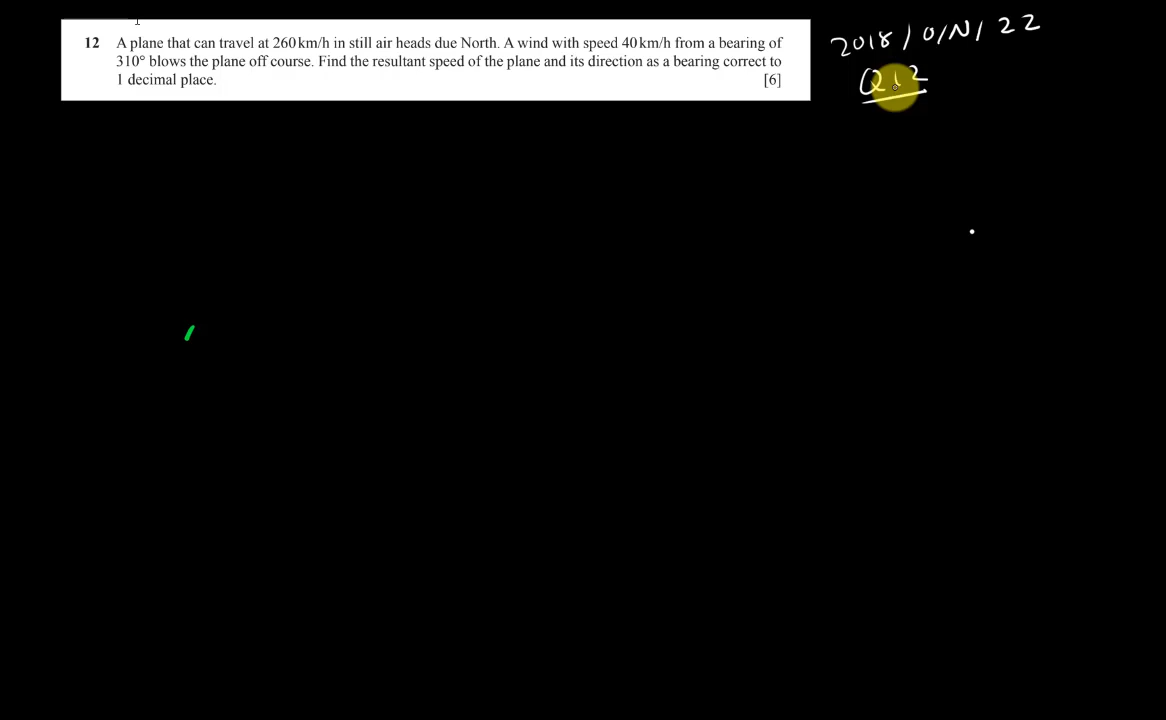 12 A plane that can travel at 260 km/h in still air heads due North. A wind with speed 40 km/h from a bearing of
310° blows the plane off course. Find the resultant speed of the plane and its direction as a bearing correct to
1 decimal place. [6]
2018 / O/N / 22
Q12